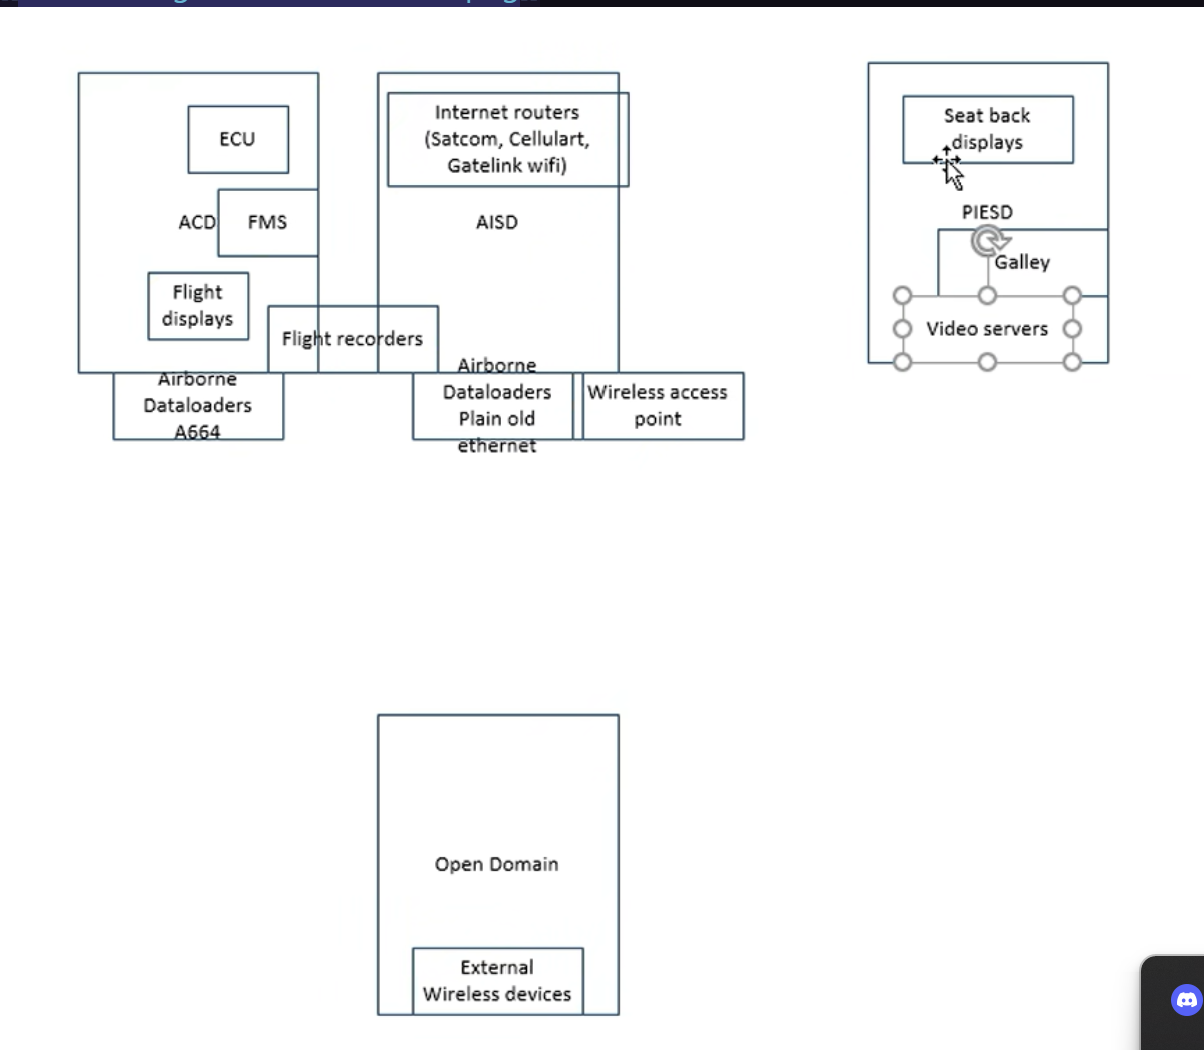 ECU
ACD
FMS
Flight
displays
Flight recorders
Airborne
Dataloaders
A664
Internet routers
(Satcom, Cellulart,
Gatelink wifi)
AISD
Airborne
Dataloaders
Plain old
ethernet
Wireless access
point
Seat back
displays
PIESD
Galley
Video servers
Open Domain
External
Wireless devices